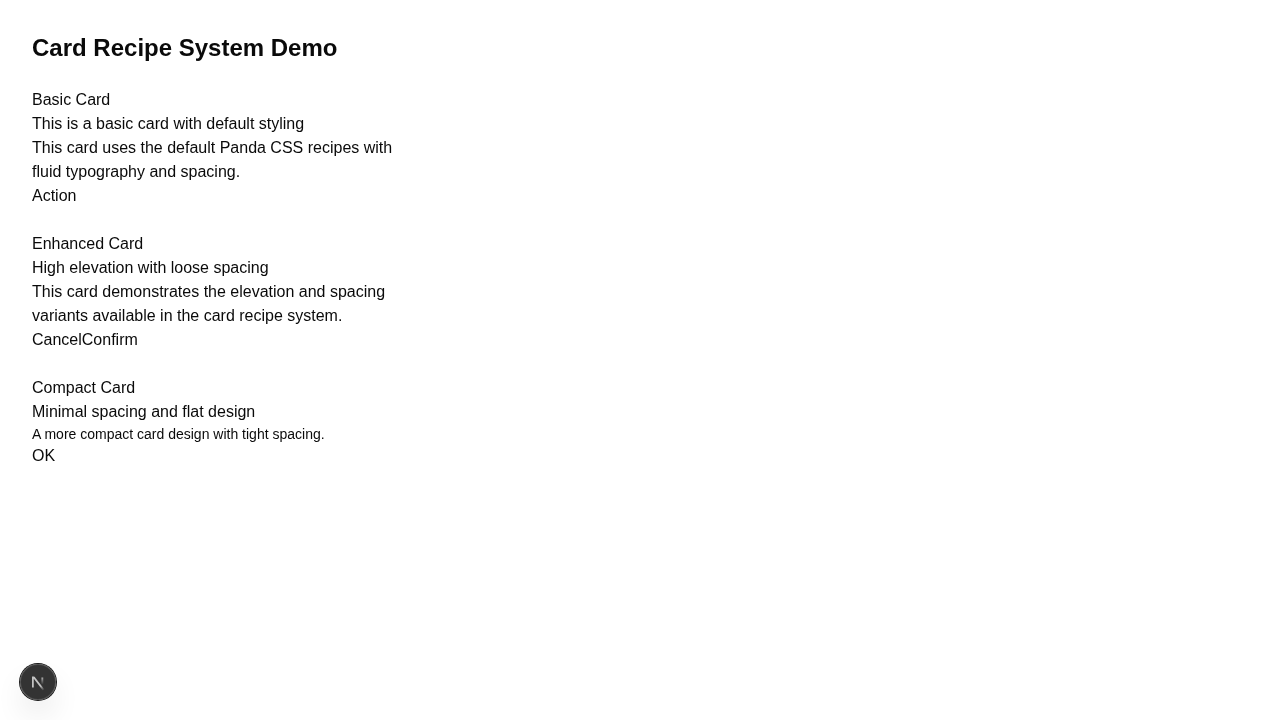 Card Recipe System Demo
Basic Card
This is a basic card with default styling
This card uses the default Panda CSS recipes with
fluid typography and spacing.
Action
Enhanced Card
High elevation with loose spacing
This card demonstrates the elevation and spacing
variants available in the card recipe system.
CancelConfirm
Compact Card
Minimal spacing and flat design
A more compact card design with tight spacing.
OK
N